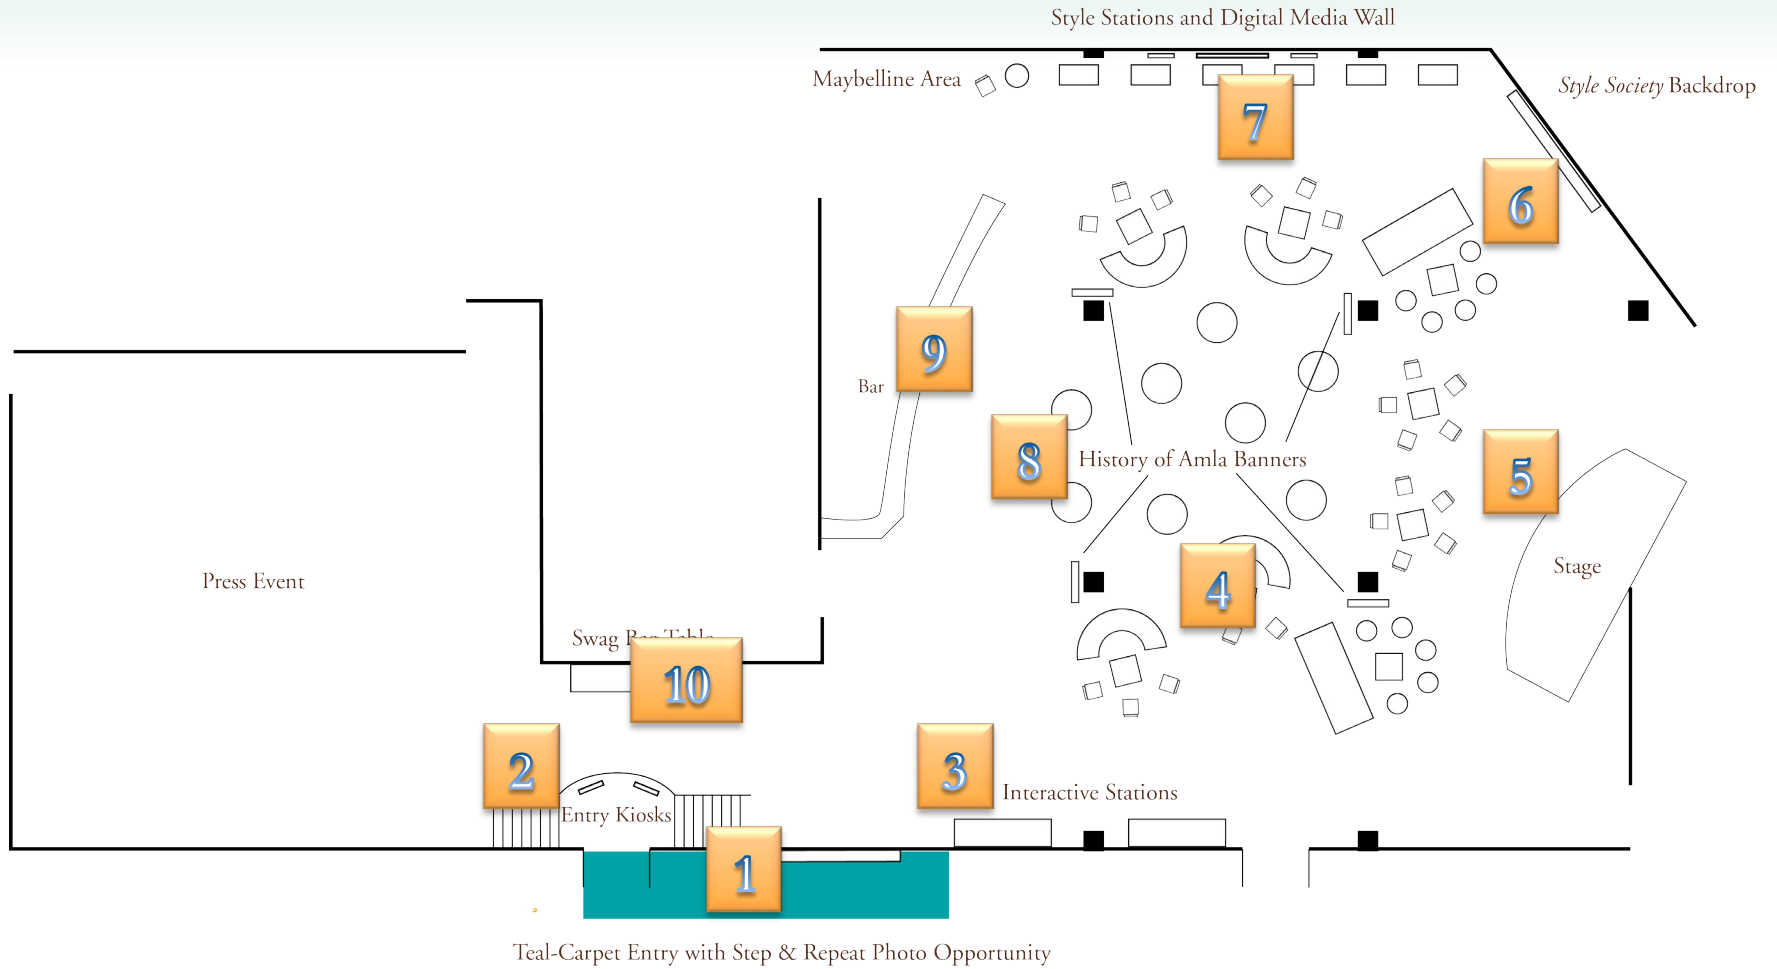 Style Stations and Digital Media Wall
Maybelline Area
Style Society Backdrop
7
6
9
Bar
8
History of Amla Banners
5
4
Stage
Press Event
Swag Bag Table
10
2
3
Interactive Stations
Entry Kiosks
1
Teal-Carpet Entry with Step & Repeat Photo Opportunity